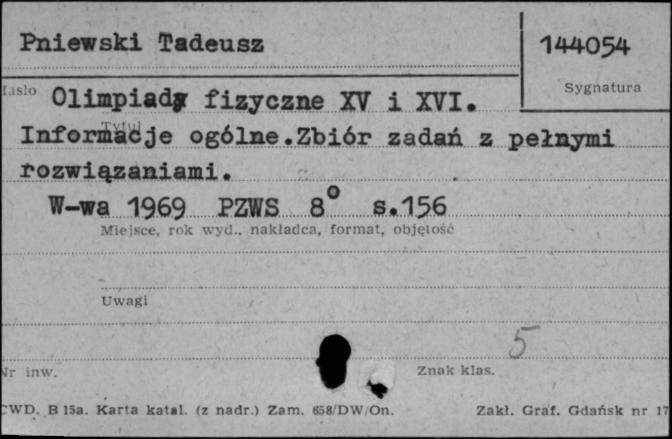 Pniewski Tadeusz
144054
Sygnatura
Hasło
Olimpiady fizyczne XV i XVI.
Tytuł
Informacje ogólne.Zbiór zadań z pełnymi
rozwiązaniami.
W-wa 1969 PZWS 8° s.156
Miejsce, rok wyd., nakładca, format, objętość
Uwagi
5
Nr inw.
Znak klas.
CWD. B 15a. Karta katal. (z nadr.) Zam. 658/DW/On.
Zakł. Graf. Gdańsk nr 17